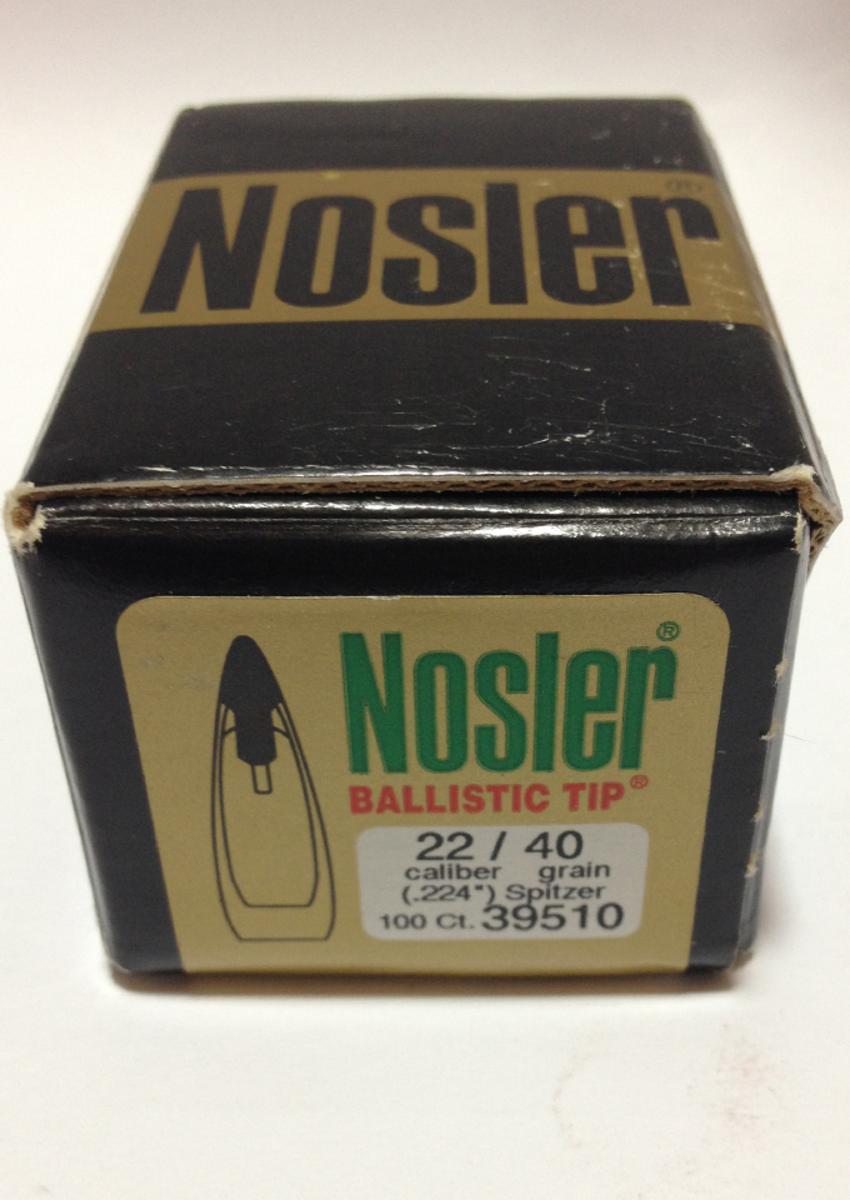 Nosler®
Nosler®
BALLISTIC TIP®
22 / 40
caliber grain
(.224") Spitzer
100 Ct. 39510